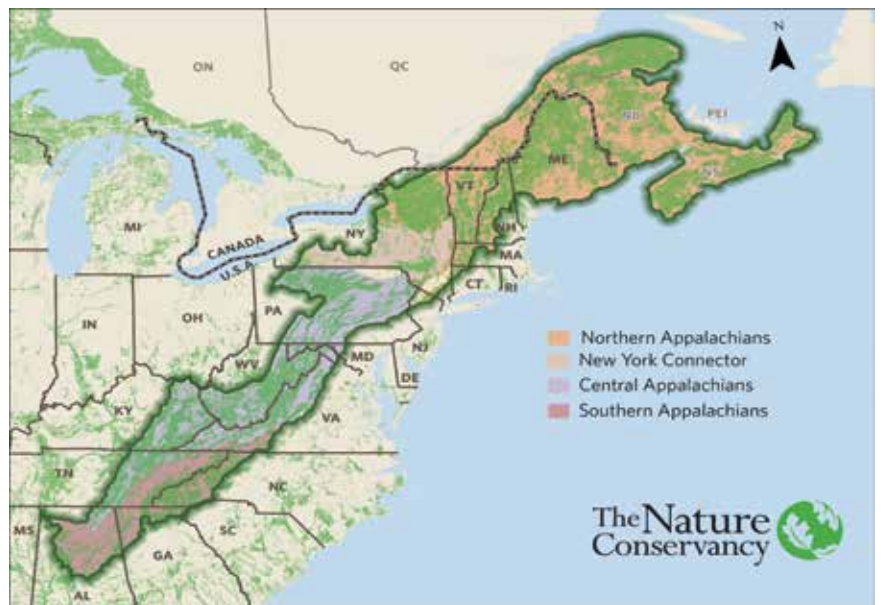 N
ON
QC
NB
PEI
ME
NS
VT
NH
MI
CANADA
U.S.A.
NY
MA
CT
RI
PA
IN
OH
NJ
WV
MD
DE
KY
VA
TN
NC
MS
SC
GA
AL
Northern Appalachians
New York Connector
Central Appalachians
Southern Appalachians
The Nature
Conservancy